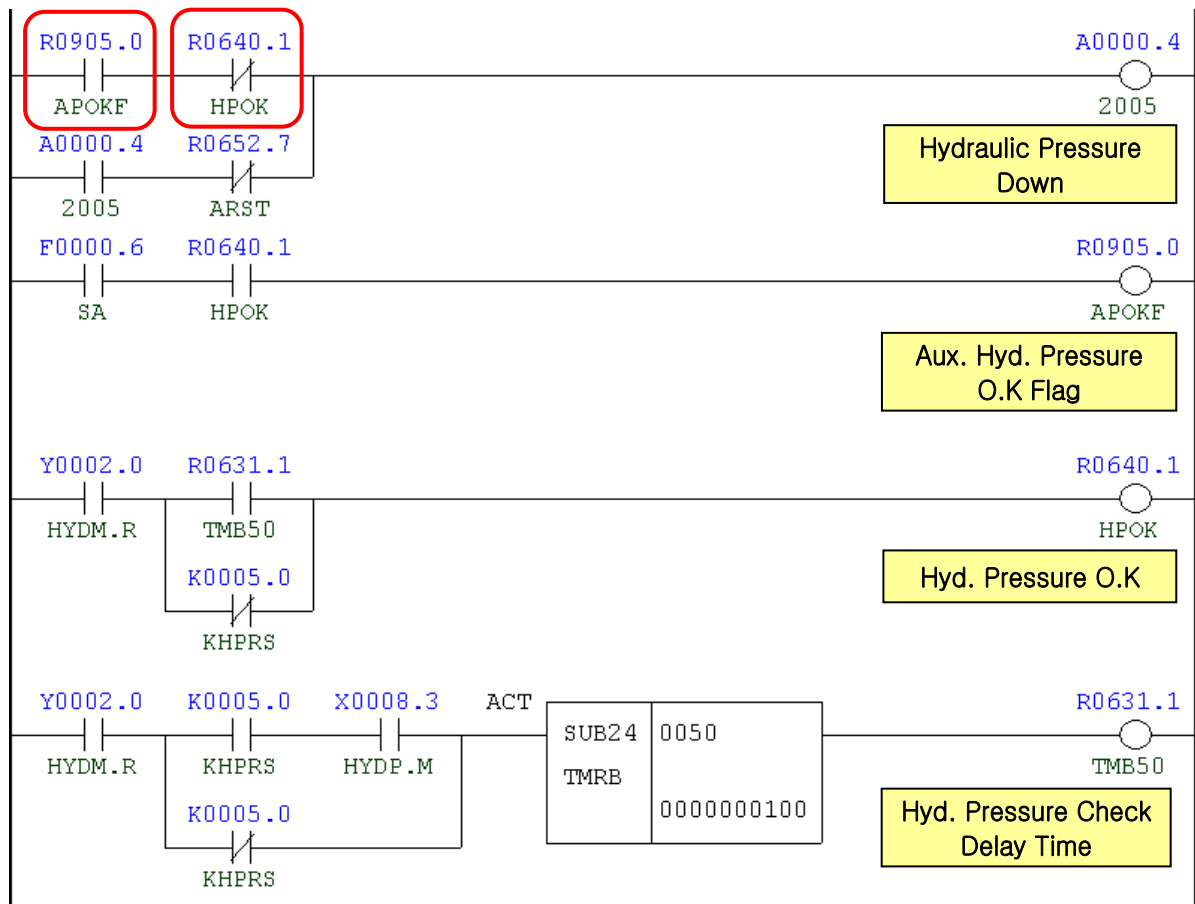 R0905.0 R0640.1 A0000.4
APOKF HPOK 2005
A0000.4 R0652.7
2005 ARST
Hydraulic Pressure
Down
F0000.6 R0640.1 R0905.0
SA HPOK APOKF
Aux. Hyd. Pressure
O.K Flag
Y0002.0 R0631.1 R0640.1
HYDM.R TMB50 HPOK
K0005.0
KHPRS
Hyd. Pressure O.K
Y0002.0 K0005.0 X0008.3 ACT R0631.1
SUB24 0050
HYDM.R KHPRS HYDP.M TMRB TMB50
K0005.0 0000000100
KHPRS
Hyd. Pressure Check
Delay Time